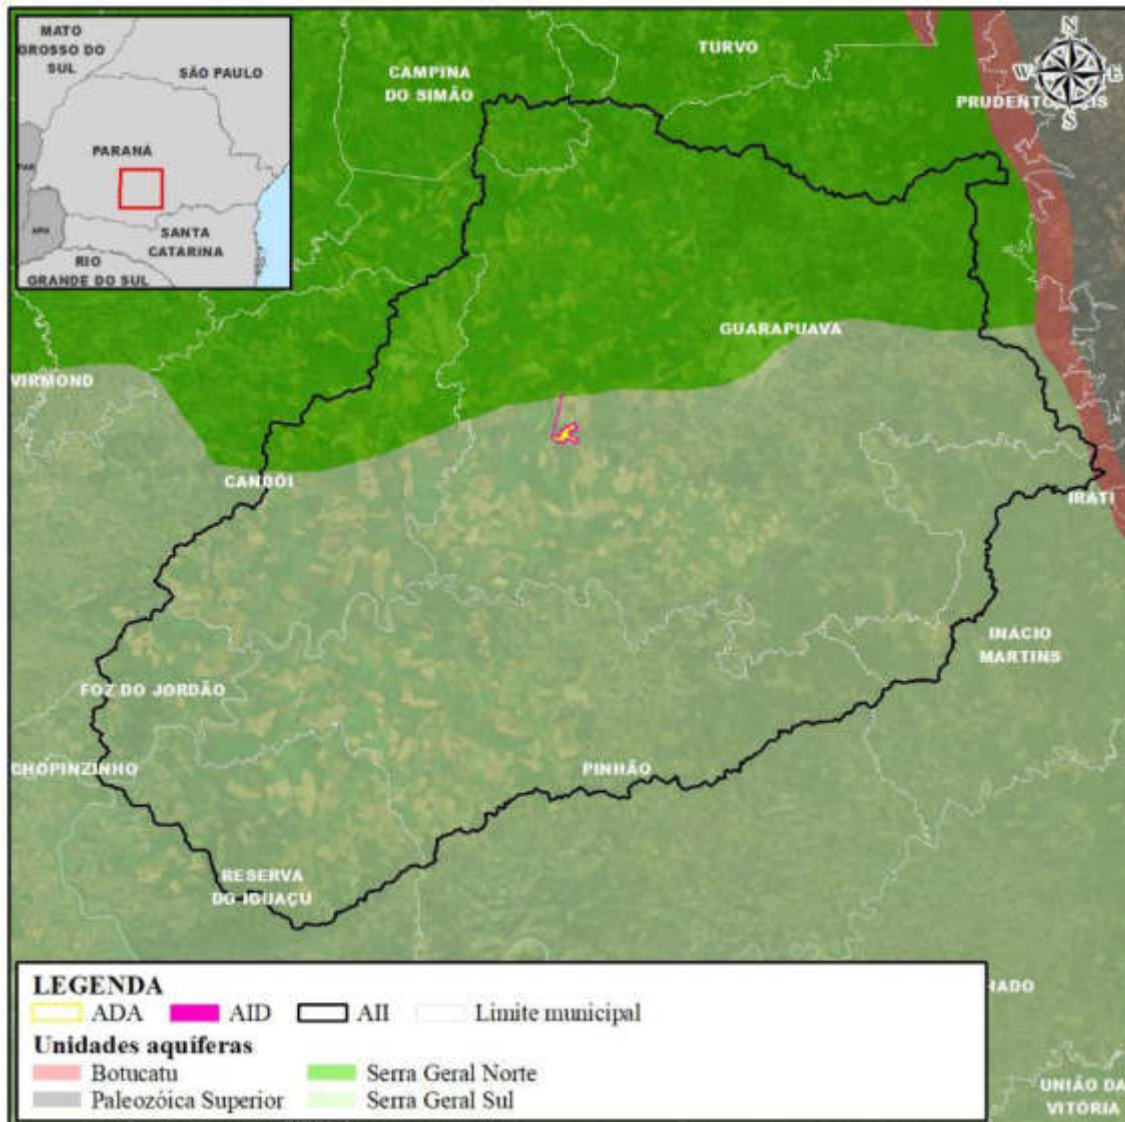 MATO
GROSSO DO
SUL
SÃO PAULO
PARANÁ
SANTA
CATARINA
RIO
GRANDE DO SUL
CAMPINA
DO SIMÃO
TURVO
N
W
E
S
GUARAPUAVA
VIRMOND
CANDÓI
IRATI
INÁCIO
MARTINS
FOZ DO JORDÃO
CHOPINZINHO
PINHÃO
RESERVA
DO IGUAÇU
HADO
UNIÃO DA
VITÓRIA
LEGENDA
ADA AID AII Limite municipal
Unidades aquíferas
Botucatu Serra Geral Norte
Paleozóica Superior Serra Geral Sul